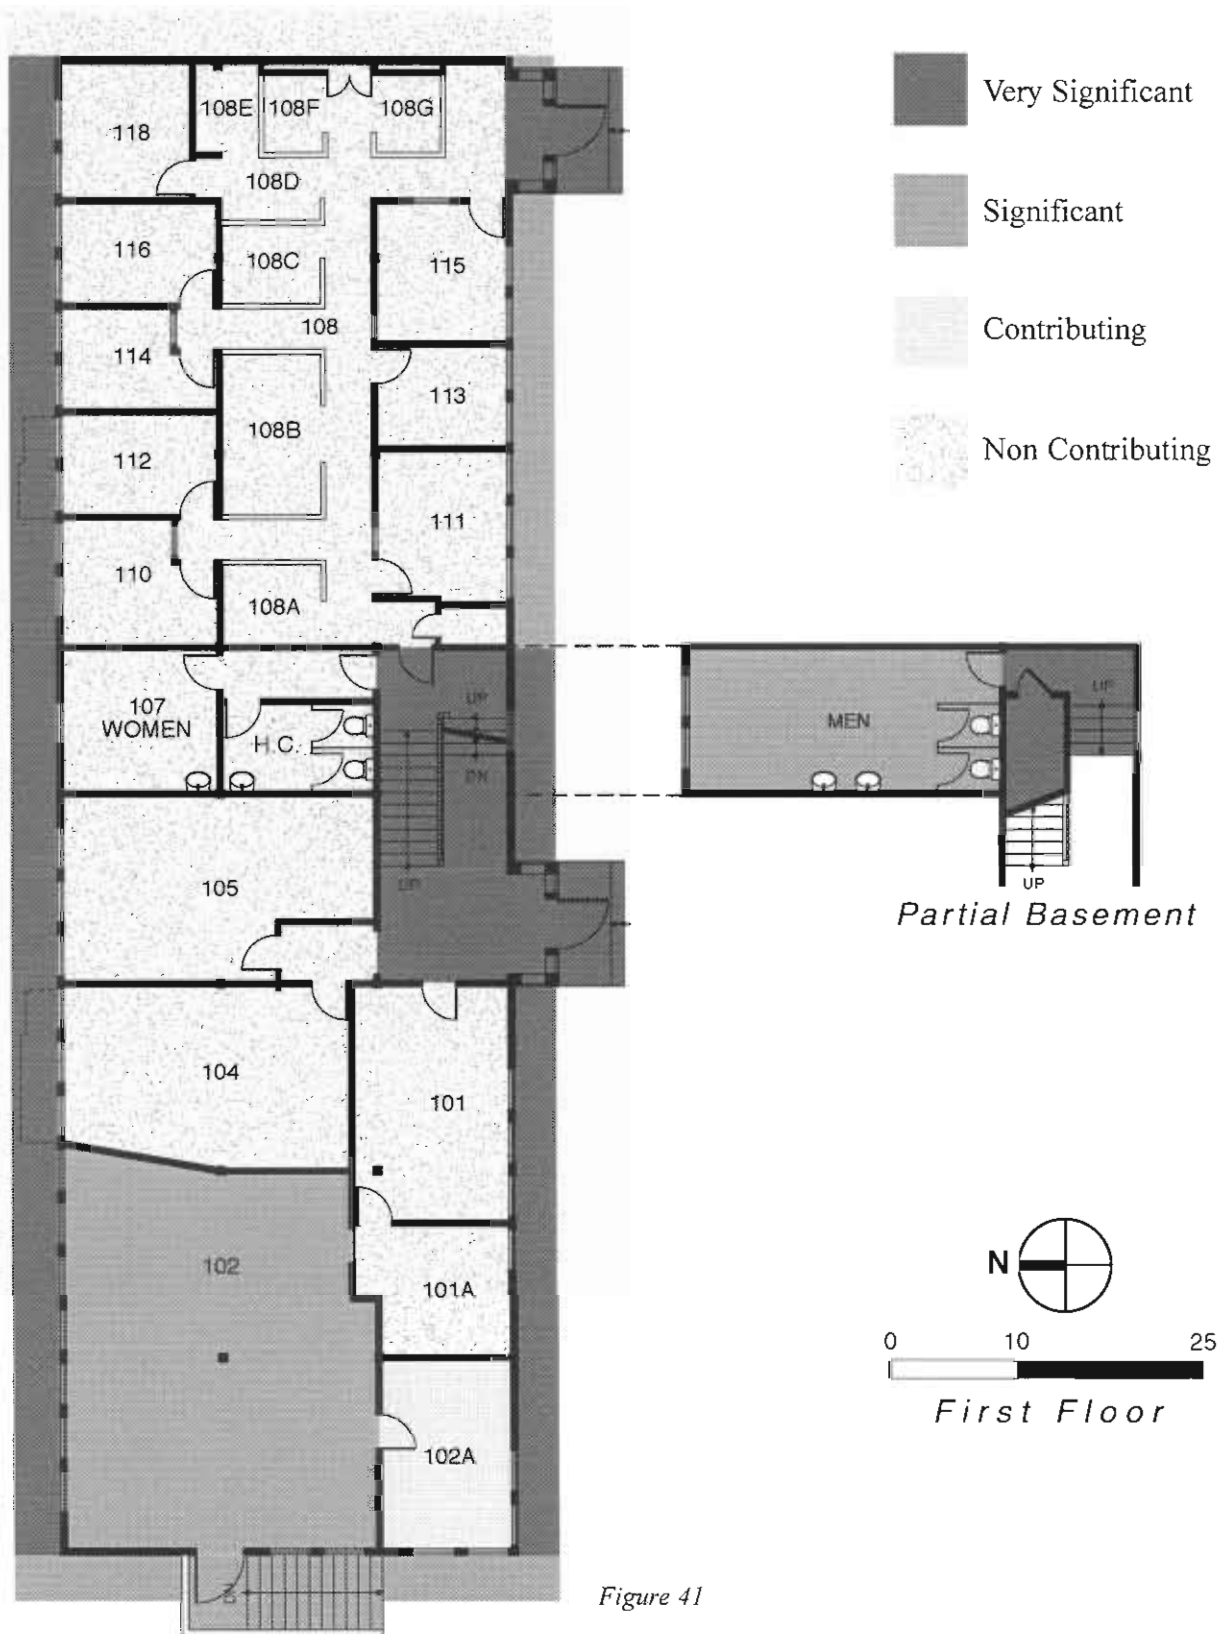 Very Significant
Significant
Contributing
Non Contributing
118
108E
108F
108G
108D
116
108C
115
108
114
113
108B
112
111
110
108A
107
WOMEN
H.C.
UP
DN
UP
MEN
UP
UP
Partial Basement
105
104
101
102
101A
102A
N
0 10 25
First Floor
DN
Figure 41